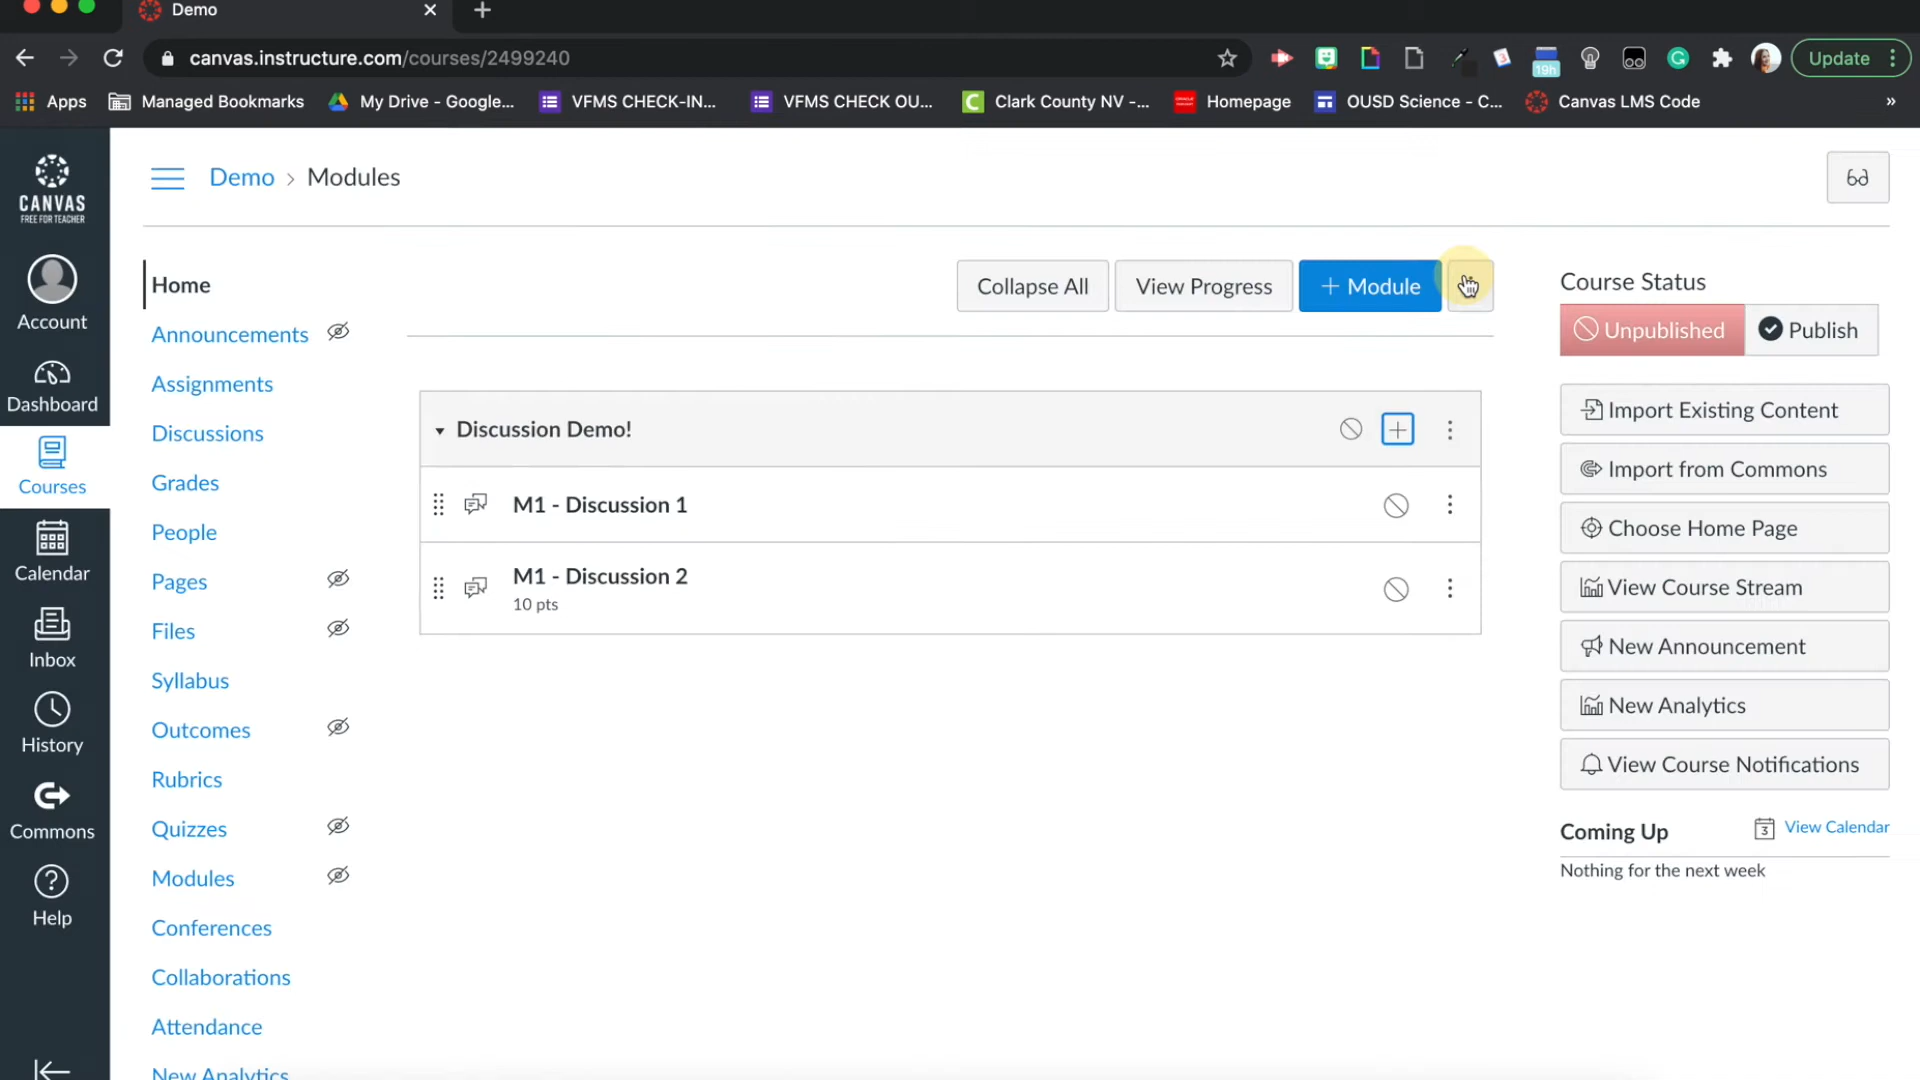 Demo
canvas.instructure.com/courses/2499240
19h
Update
Apps
Managed Bookmarks
My Drive - Google...
VFMS CHECK-IN...
VFMS CHECK OU...
Clark County NV -...
Homepage
OUSD Science - C...
Canvas LMS Code
»
CANVAS
FREE FOR TEACHER
Account
Dashboard
Courses
Calendar
Inbox
History
Commons
Help
Demo › Modules
Home
Announcements
Assignments
Discussions
Grades
People
Pages
Files
Syllabus
Outcomes
Rubrics
Quizzes
Modules
Conferences
Collaborations
Attendance
New Analytics
Collapse All
View Progress
+ Module
Discussion Demo!
M1 - Discussion 1
M1 - Discussion 2
10 pts
Course Status
Unpublished
Publish
Import Existing Content
Import from Commons
Choose Home Page
View Course Stream
New Announcement
New Analytics
View Course Notifications
Coming Up
3
View Calendar
Nothing for the next week